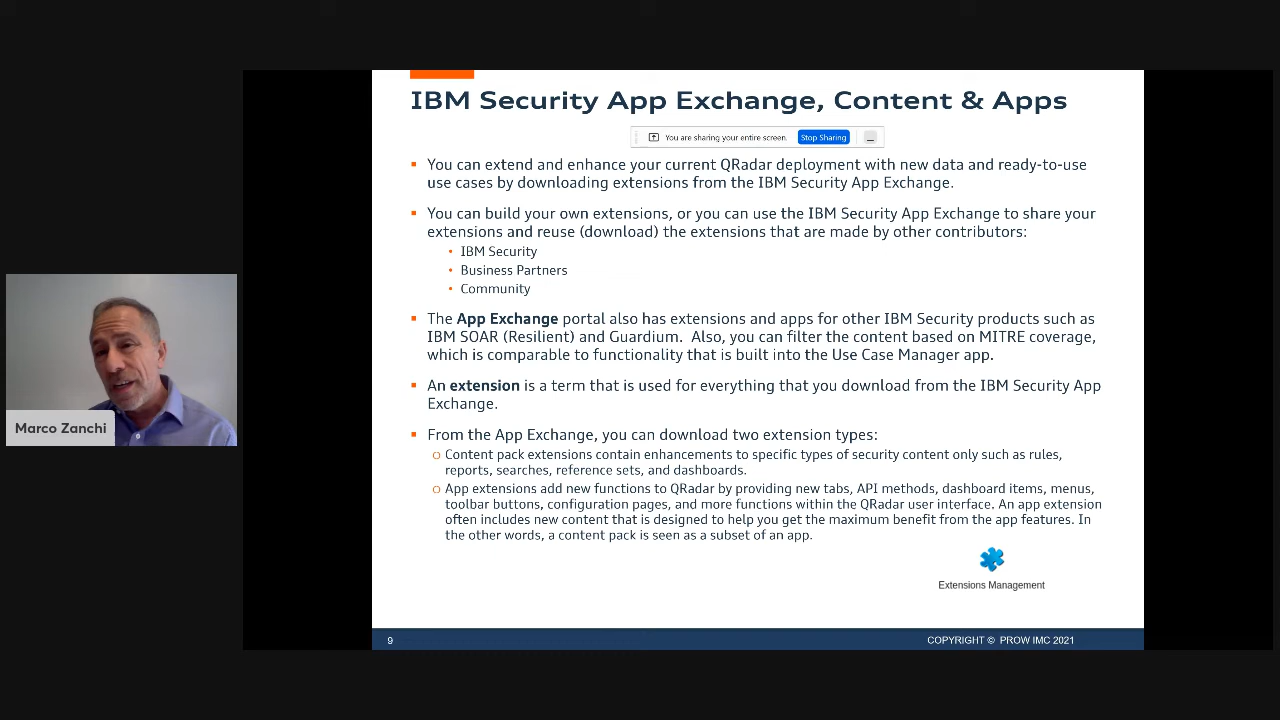 IBM Security App Exchange, Content & Apps
You are sharing your entire screen. Stop Sharing
You can extend and enhance your current QRadar deployment with new data and ready-to-use
use cases by downloading extensions from the IBM Security App Exchange.
You can build your own extensions, or you can use the IBM Security App Exchange to share your
extensions and reuse (download) the extensions that are made by other contributors:
IBM Security
Business Partners
Community
The App Exchange portal also has extensions and apps for other IBM Security products such as
IBM SOAR (Resilient) and Guardium. Also, you can filter the content based on MITRE coverage,
which is comparable to functionality that is built into the Use Case Manager app.
An extension is a term that is used for everything that you download from the IBM Security App
Exchange.
From the App Exchange, you can download two extension types:
Content pack extensions contain enhancements to specific types of security content only such as rules,
reports, searches, reference sets, and dashboards.
App extensions add new functions to QRadar by providing new tabs, API methods, dashboard items, menus,
toolbar buttons, configuration pages, and more functions within the QRadar user interface. An app extension
often includes new content that is designed to help you get the maximum benefit from the app features. In
the other words, a content pack is seen as a subset of an app.
Extensions Management
9
COPYRIGHT © PROW IMC 2021
Marco Zanchi